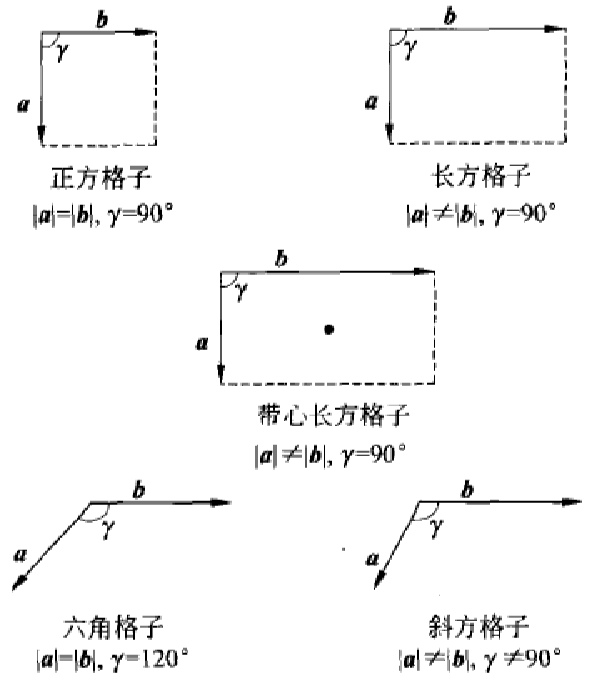 b
γ
a
正方格子
|a|=|b|, γ=90°
b
γ
a
长方格子
|a|≠|b|, γ=90°
b
γ
a
带心长方格子
|a|≠|b|, γ=90°
b
γ
a
六角格子
|a|=|b|, γ=120°
b
γ
a
斜方格子
|a|≠|b|, γ≠90°